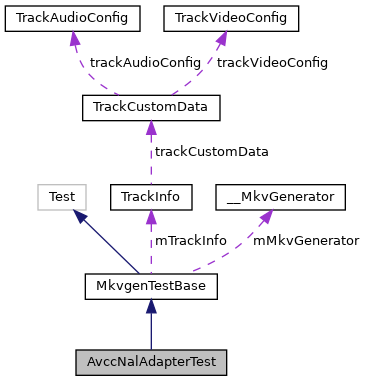 TrackAudioConfig
TrackVideoConfig
trackAudioConfig
trackVideoConfig
TrackCustomData
trackCustomData
Test
TrackInfo
__MkvGenerator
mTrackInfo
mMkvGenerator
MkvgenTestBase
AvccNalAdapterTest